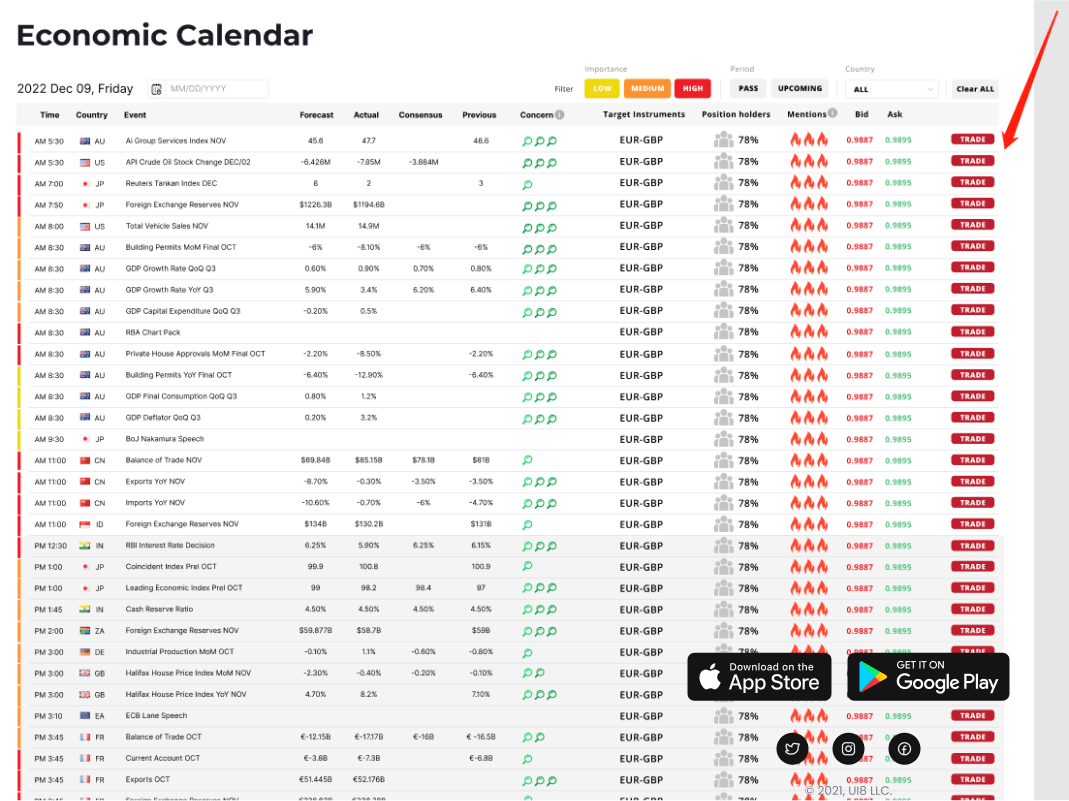 Economic Calendar
Importance Period Country
2022 Dec 09, Friday MM/DD/YYYY Filter LOW MEDIUM HIGH PASS UPCOMING ALL Clear ALL
Time Country Event Forecast Actual Consensus Previous Concern Target Instruments Position holders Mentions Bid Ask
AM 5:30 AU Ai Group Services Index NOV 45.6 47.7 48.6 EUR-GBP 78% 0.9887 0.9895 TRADE
AM 5:30 US API Crude Oil Stock Change DEC/02 -6.426M -7.85M -3.884M EUR-GBP 78% 0.9887 0.9895 TRADE
AM 7:00 JP Reuters Tankan Index DEC 8 2 3 EUR-GBP 78% 0.9887 0.9895 TRADE
AM 7:50 JP Foreign Exchange Reserves NOV $1226.3B $1194.6B EUR-GBP 78% 0.9887 0.9895 TRADE
AM 8:00 US Total Vehicle Sales NOV 14.1M 14.9M EUR-GBP 78% 0.9887 0.9895 TRADE
AM 8:30 AU Building Permits MoM Final OCT -6% -8.10% -6% -6% EUR-GBP 78% 0.9887 0.9895 TRADE
AM 8:30 AU GDP Growth Rate QoQ Q3 0.60% 0.90% 0.70% 0.80% EUR-GBP 78% 0.9887 0.9895 TRADE
AM 8:30 AU GDP Growth Rate YoY Q3 5.90% 3.4% 6.20% 6.40% EUR-GBP 78% 0.9887 0.9895 TRADE
AM 8:30 AU GDP Capital Expenditure QoQ Q3 -0.20% 0.5% EUR-GBP 78% 0.9887 0.9895 TRADE
AM 8:30 AU RBA Chart Pack EUR-GBP 78% 0.9887 0.9895 TRADE
AM 8:30 AU Private House Approvals MoM Final OCT -2.20% -8.50% -2.20% EUR-GBP 78% 0.9887 0.9895 TRADE
AM 8:30 AU Building Permits YoY Final OCT -6.40% -12.90% -6.40% EUR-GBP 78% 0.9887 0.9895 TRADE
AM 8:30 AU GDP Final Consumption QoQ Q3 0.80% 1.2% EUR-GBP 78% 0.9887 0.9895 TRADE
AM 8:30 AU GDP Deflator QoQ Q3 0.20% 3.2% EUR-GBP 78% 0.9887 0.9895 TRADE
AM 9:30 JP BoJ Nakamura Speech EUR-GBP 78% 0.9887 0.9895 TRADE
AM 11:00 CN Balance of Trade NOV $69.84B $85.15B $78.1B $81B EUR-GBP 78% 0.9887 0.9895 TRADE
AM 11:00 CN Exports YoY NOV -8.70% -0.30% -3.50% -3.50% EUR-GBP 78% 0.9887 0.9895 TRADE
AM 11:00 CN Imports YoY NOV -10.60% -0.70% -6% -4.70% EUR-GBP 78% 0.9887 0.9895 TRADE
AM 11:00 ID Foreign Exchange Reserves NOV $134B $130.2B $131B EUR-GBP 78% 0.9887 0.9895 TRADE
PM 12:30 IN RBI Interest Rate Decision 6.25% 5.90% 6.25% 6.15% EUR-GBP 78% 0.9887 0.9895 TRADE
PM 1:00 JP Coincident Index Prel OCT 99.9 100.8 100.9 EUR-GBP 78% 0.9887 0.9895 TRADE
PM 1:00 JP Leading Economic Index Prel OCT 99 98.2 98.4 97 EUR-GBP 78% 0.9887 0.9895 TRADE
PM 1:45 IN Cash Reserve Ratio 4.50% 4.50% 4.50% 4.50% EUR-GBP 78% 0.9887 0.9895 TRADE
PM 2:00 ZA Foreign Exchange Reserves NOV $59.877B $58.7B $59B EUR-GBP 78% 0.9887 0.9895 TRADE
PM 3:00 DE Industrial Production MoM OCT -0.10% 1.1% -0.60% -0.80% EUR-GBP 78% 0.9887 0.9895 TRADE
PM 3:00 GB Halifax House Price Index MoM NOV -2.30% -0.40% -0.20% -0.10% EUR-GBP
Download on the App Store
GET IT ON Google Play
PM 3:00 GB Halifax House Price Index YoY NOV 4.70% 8.2% 7.10% EUR-GBP
PM 3:10 EA ECB Lane Speech EUR-GBP 78% 0.9887 0.9895 TRADE
PM 3:45 FR Balance of Trade OCT €-12.15B €-17.17B €-16B € -16.5B EUR-GBP 78% 0.9887 TRADE
PM 3:45 FR Current Account OCT €-3.8B €-7.3B € -6.8B EUR-GBP 78% TRADE
PM 3:45 FR Exports OCT €51.445B €52.176B EUR-GBP 78% 0.9887 0.9895 TRADE
© 2021, UI8 LLC.